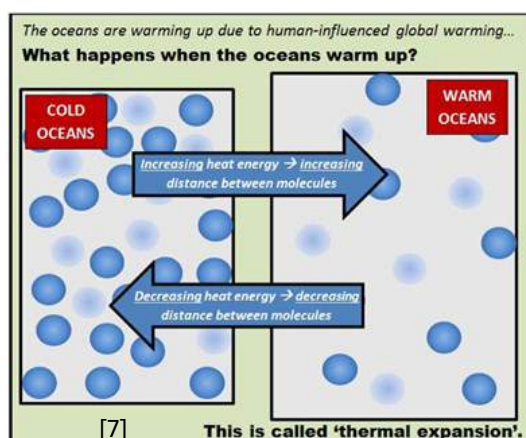 The oceans are warming up due to human-influenced global warming...
What happens when the oceans warm up?
COLD
OCEANS
WARM
OCEANS
Increasing heat energy → increasing
distance between molecules
Decreasing heat energy → decreasing
distance between molecules
[7]
This is called ‘thermal expansion’.